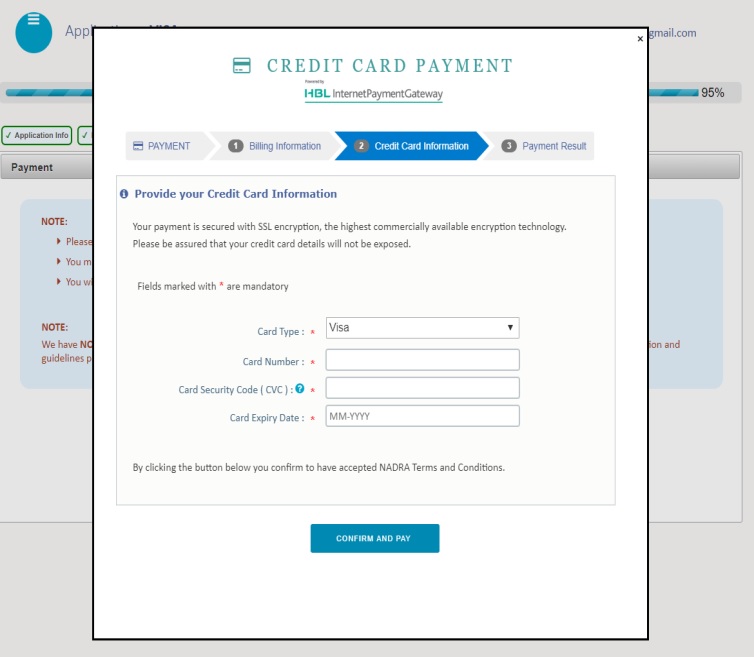 gmail.com
×
CREDIT CARD PAYMENT
Powered by
HBL InternetPaymentGateway
95%
✓ Application Info ✓
PAYMENT 1 Billing Information 2 Credit Card Information 3 Payment Result
Payment
Provide your Credit Card Information
Your payment is secured with SSL encryption, the highest commercially available encryption technology.
Please be assured that your credit card details will not be exposed.
NOTE:
Please
You m
You wi
Fields marked with * are mandatory
NOTE:
We have NO
ion and
guidelines p
Card Type : * Visa
Card Number : *
Card Security Code ( CVC ) : ? *
Card Expiry Date : * MM-YYYY
By clicking the button below you confirm to have accepted NADRA Terms and Conditions.
CONFIRM AND PAY